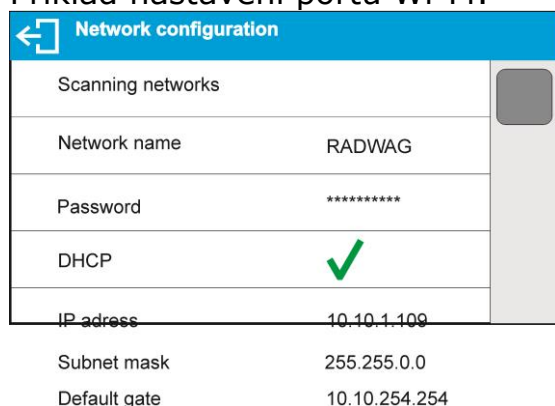 Příklad nastavení portu Wi-Fi:
Network configuration
Scanning networks
Network name RADWAG
Password **********
DHCP
IP adress 10.10.1.109
Subnet mask 255.255.0.0
Default gate 10.10.254.254